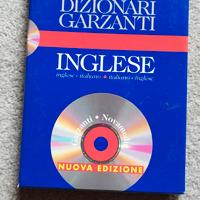 DIZIONARI
GARZANTI
INGLESE
inglese - italiano • italiano - inglese
NUOVA EDIZIONE